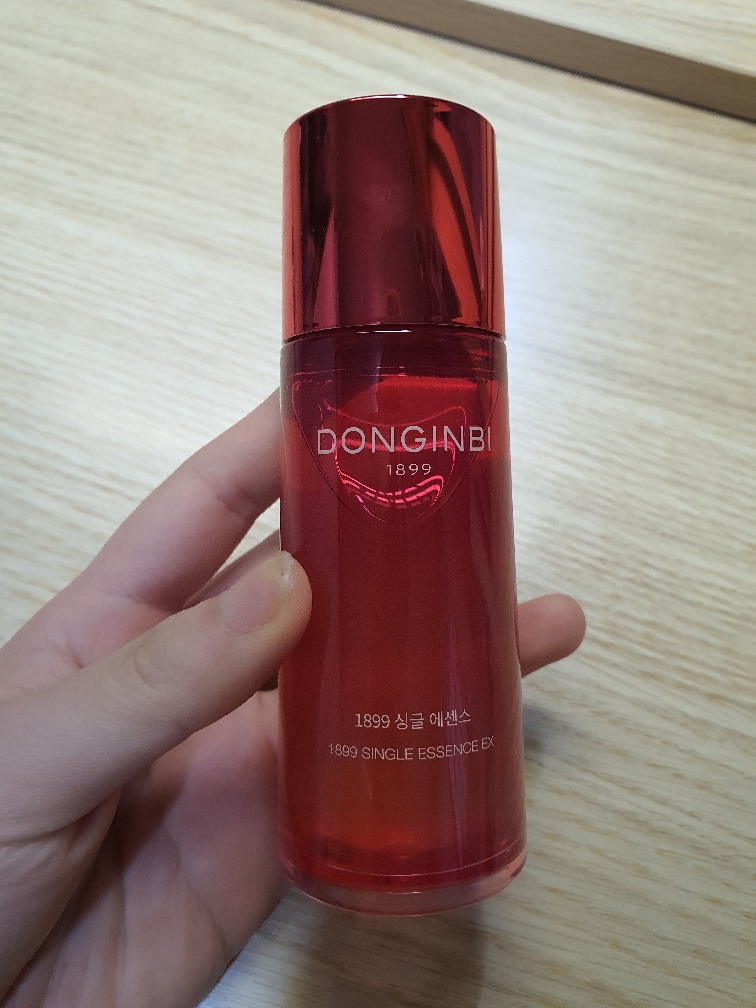 DONGINBI
1899
1899 싱글 에센스
1899 SINGLE ESSENCE EX